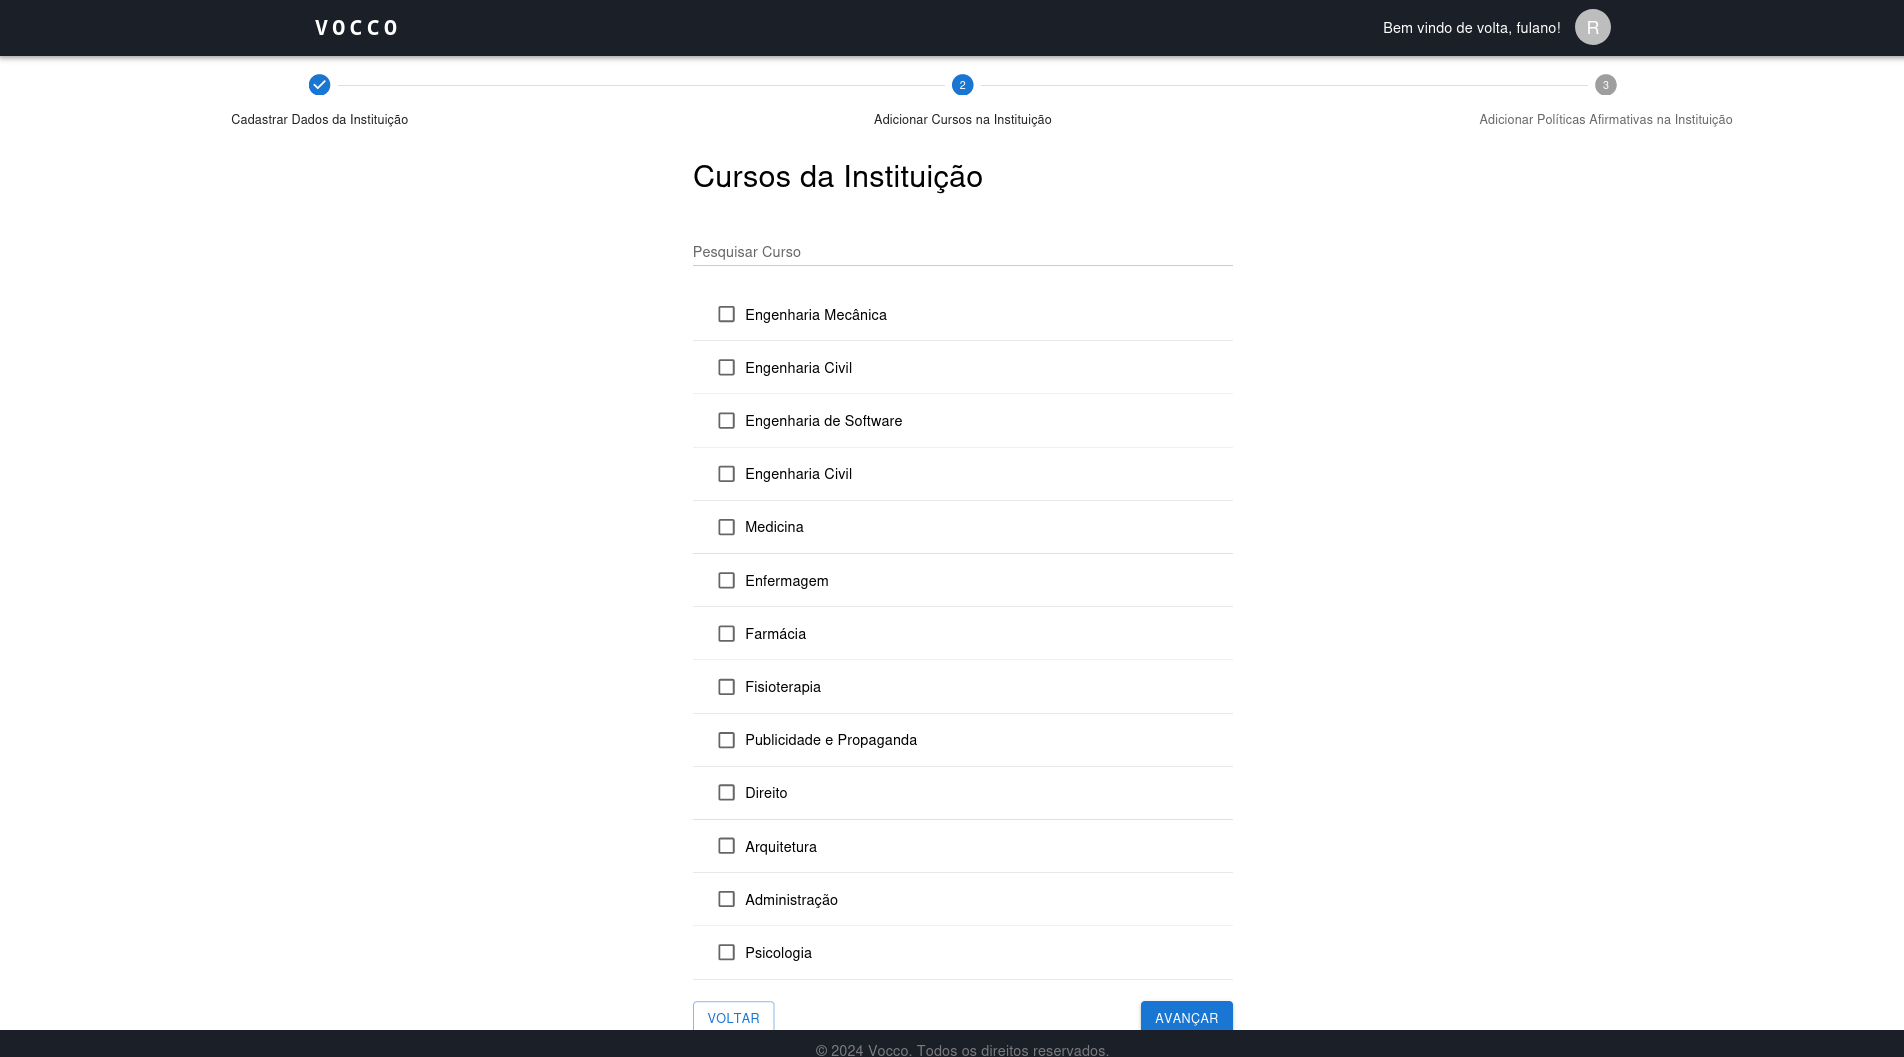 VOCCO
Bem vindo de volta, fulano!
R
2
3
Cadastrar Dados da Instituição
Adicionar Cursos na Instituição
Adicionar Políticas Afirmativas na Instituição
Cursos da Instituição
Pesquisar Curso
Engenharia Mecânica
Engenharia Civil
Engenharia de Software
Engenharia Civil
Medicina
Enfermagem
Farmácia
Fisioterapia
Publicidade e Propaganda
Direito
Arquitetura
Administração
Psicologia
VOLTAR
AVANÇAR
© 2024 Vocco. Todos os direitos reservados.